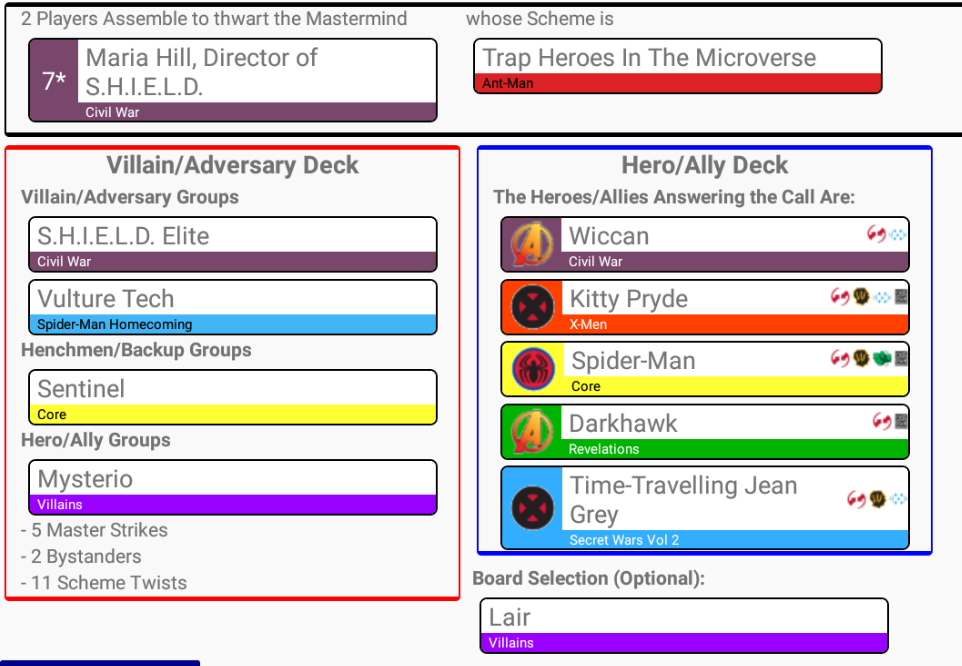 2 Players Assemble to thwart the Mastermind
7*
Maria Hill, Director of
S.H.I.E.L.D.
Civil War
whose Scheme is
Trap Heroes In The Microverse
Ant-Man
Villain/Adversary Deck
Villain/Adversary Groups
S.H.I.E.L.D. Elite
Civil War
Vulture Tech
Spider-Man Homecoming
Henchmen/Backup Groups
Sentinel
Core
Hero/Ally Groups
Mysterio
Villains
- 5 Master Strikes
- 2 Bystanders
- 11 Scheme Twists
Hero/Ally Deck
The Heroes/Allies Answering the Call Are:
Wiccan
Civil War
Kitty Pryde
X-Men
Spider-Man
Core
Darkhawk
Revelations
Time-Travelling Jean
Grey
Secret Wars Vol 2
Board Selection (Optional):
Lair
Villains